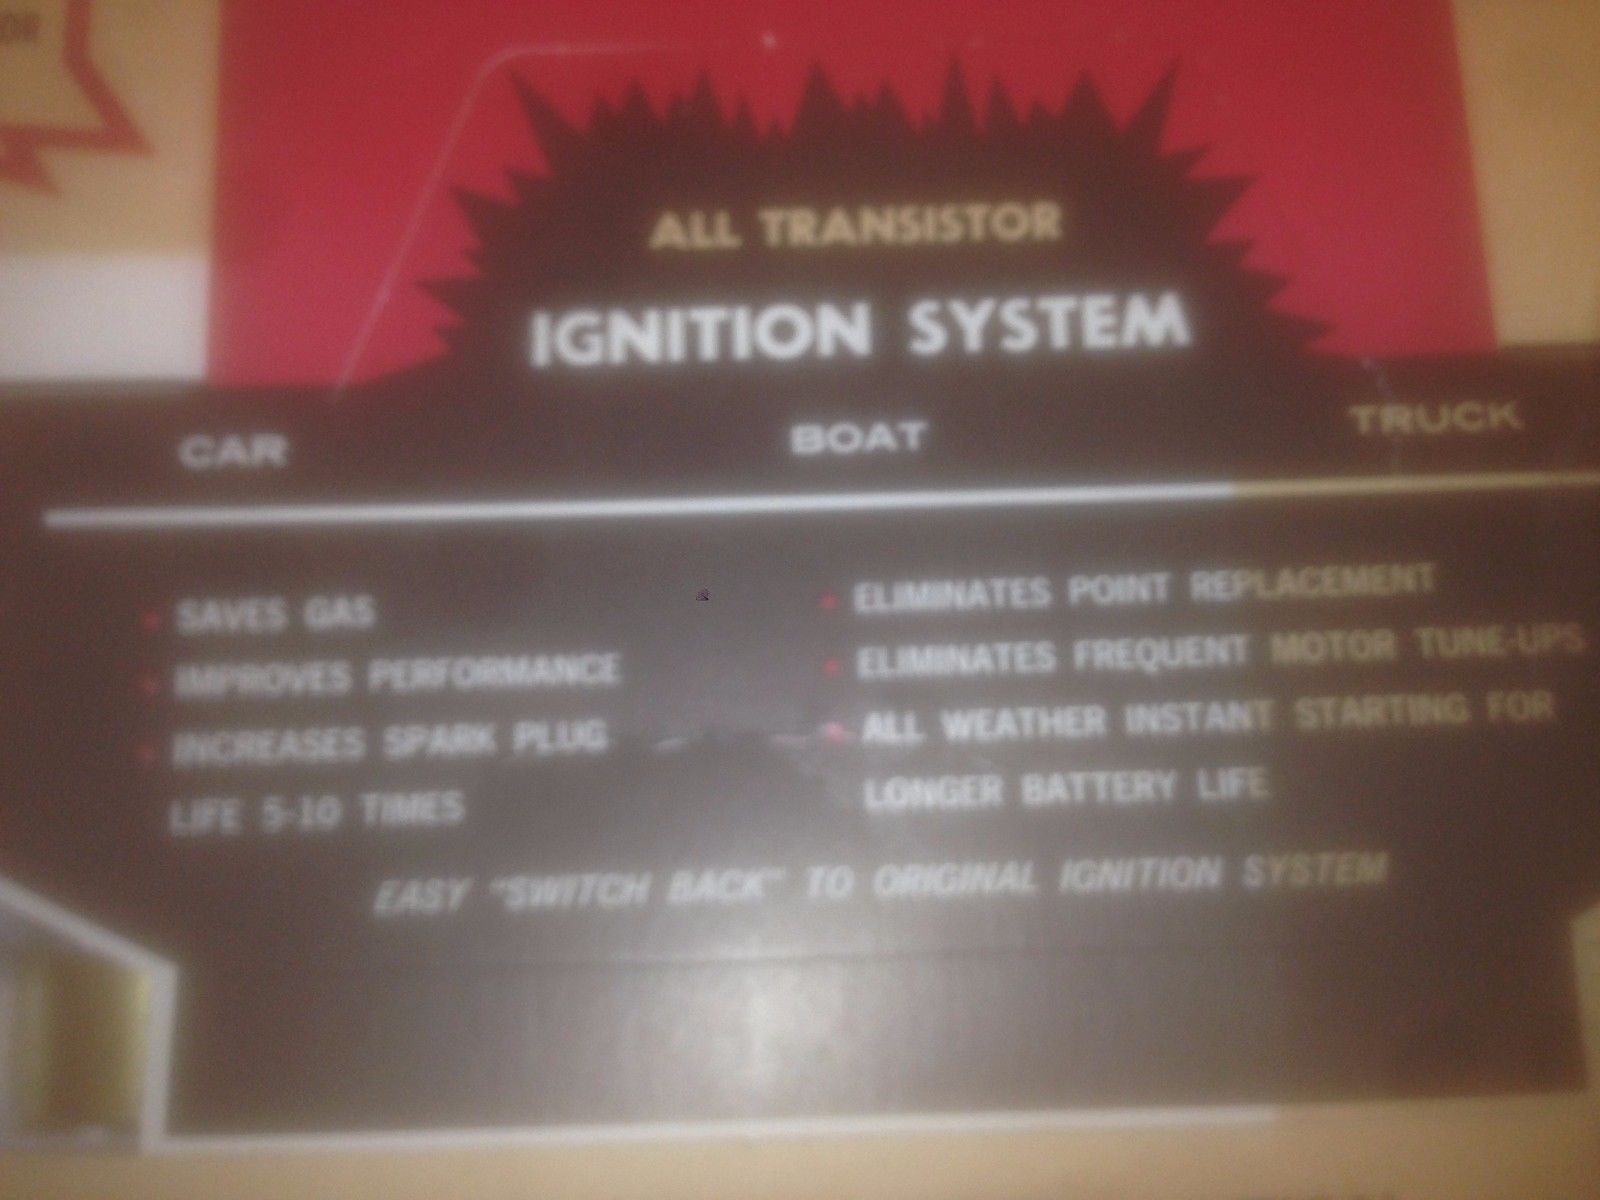 OR
ALL TRANSISTOR
IGNITION SYSTEM
CAR BOAT TRUCK
SAVES GAS
IMPROVES PERFORMANCE
INCREASES SPARK PLUG
LIFE 5-10 TIMES
ELIMINATES POINT REPLACEMENT
ELIMINATES FREQUENT MOTOR TUNE-UPS
ALL WEATHER INSTANT STARTING FOR
LONGER BATTERY LIFE
EASY "SWITCH BACK" TO ORIGINAL IGNITION SYSTEM